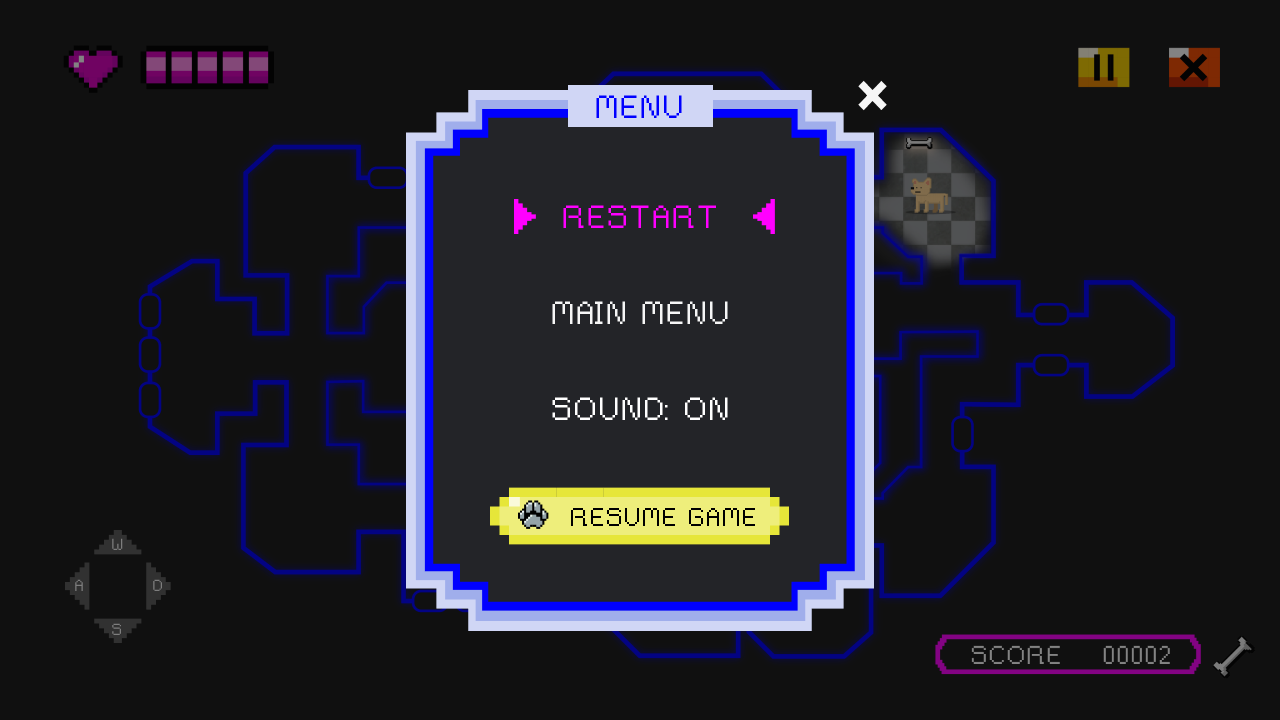 MENU
RESTART
MAIN MENU
SOUND: ON
RESUME GAME
W
A D
S
SCORE 00002